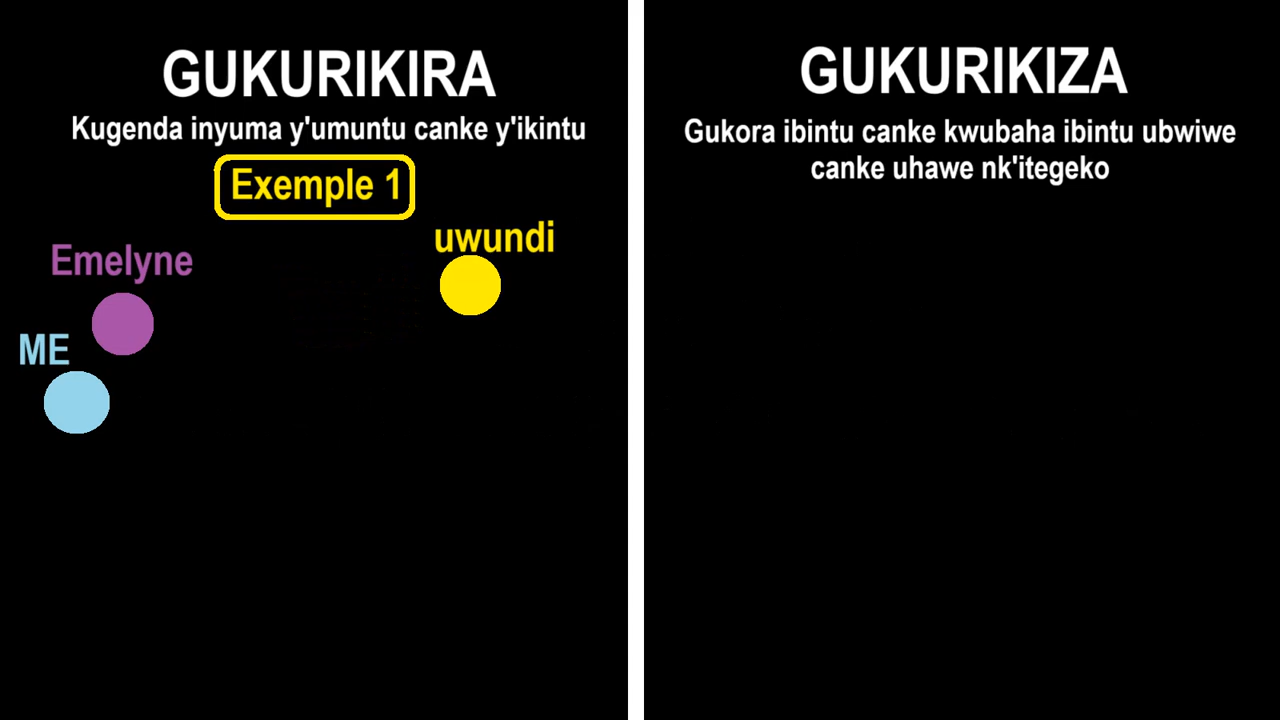 GUKURIKIRA
Kugenda inyuma y'umuntu canke y'ikintu
Exemple 1
uwundi
Emelyne
ME
GUKURIKIZA
Gukora ibintu canke kwubaha ibintu ubwiwe
canke uhawe nk'itegeko